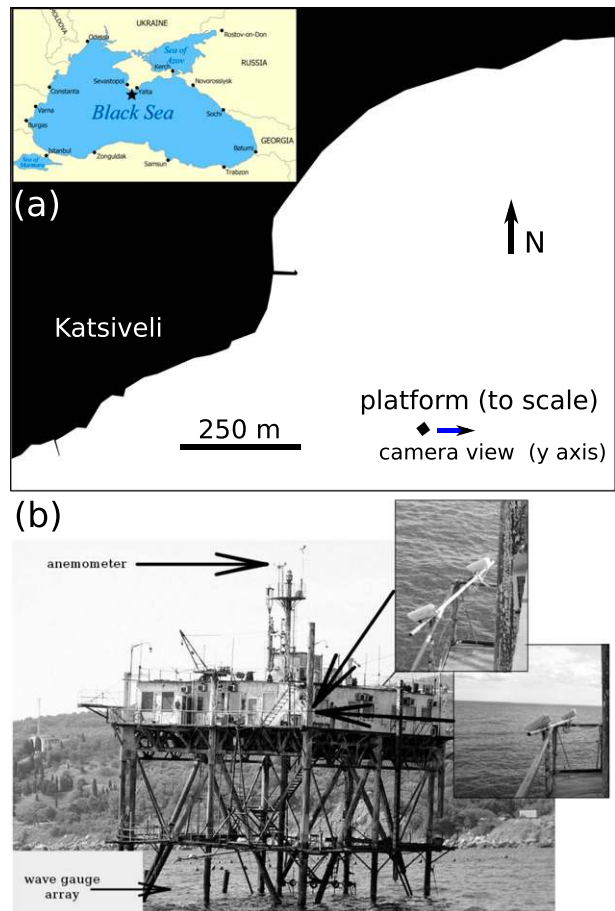 MOLDOVA
UKRAINE
Odessa
Rostov-on-Don
Sea of
Azov
RUSSIA
Kerch
Sevastopol
Novorossiysk
Yalta
Constanta
Varna
Black Sea
Sochi
Burgas
GEORGIA
Istanbul
Zonguldak
Samsun
Batumi
Sea of
Marmara
Trabzon
(a)
N
Katsiveli
platform (to scale)
250 m
camera view (y axis)
(b)
anemometer
wave gauge
array